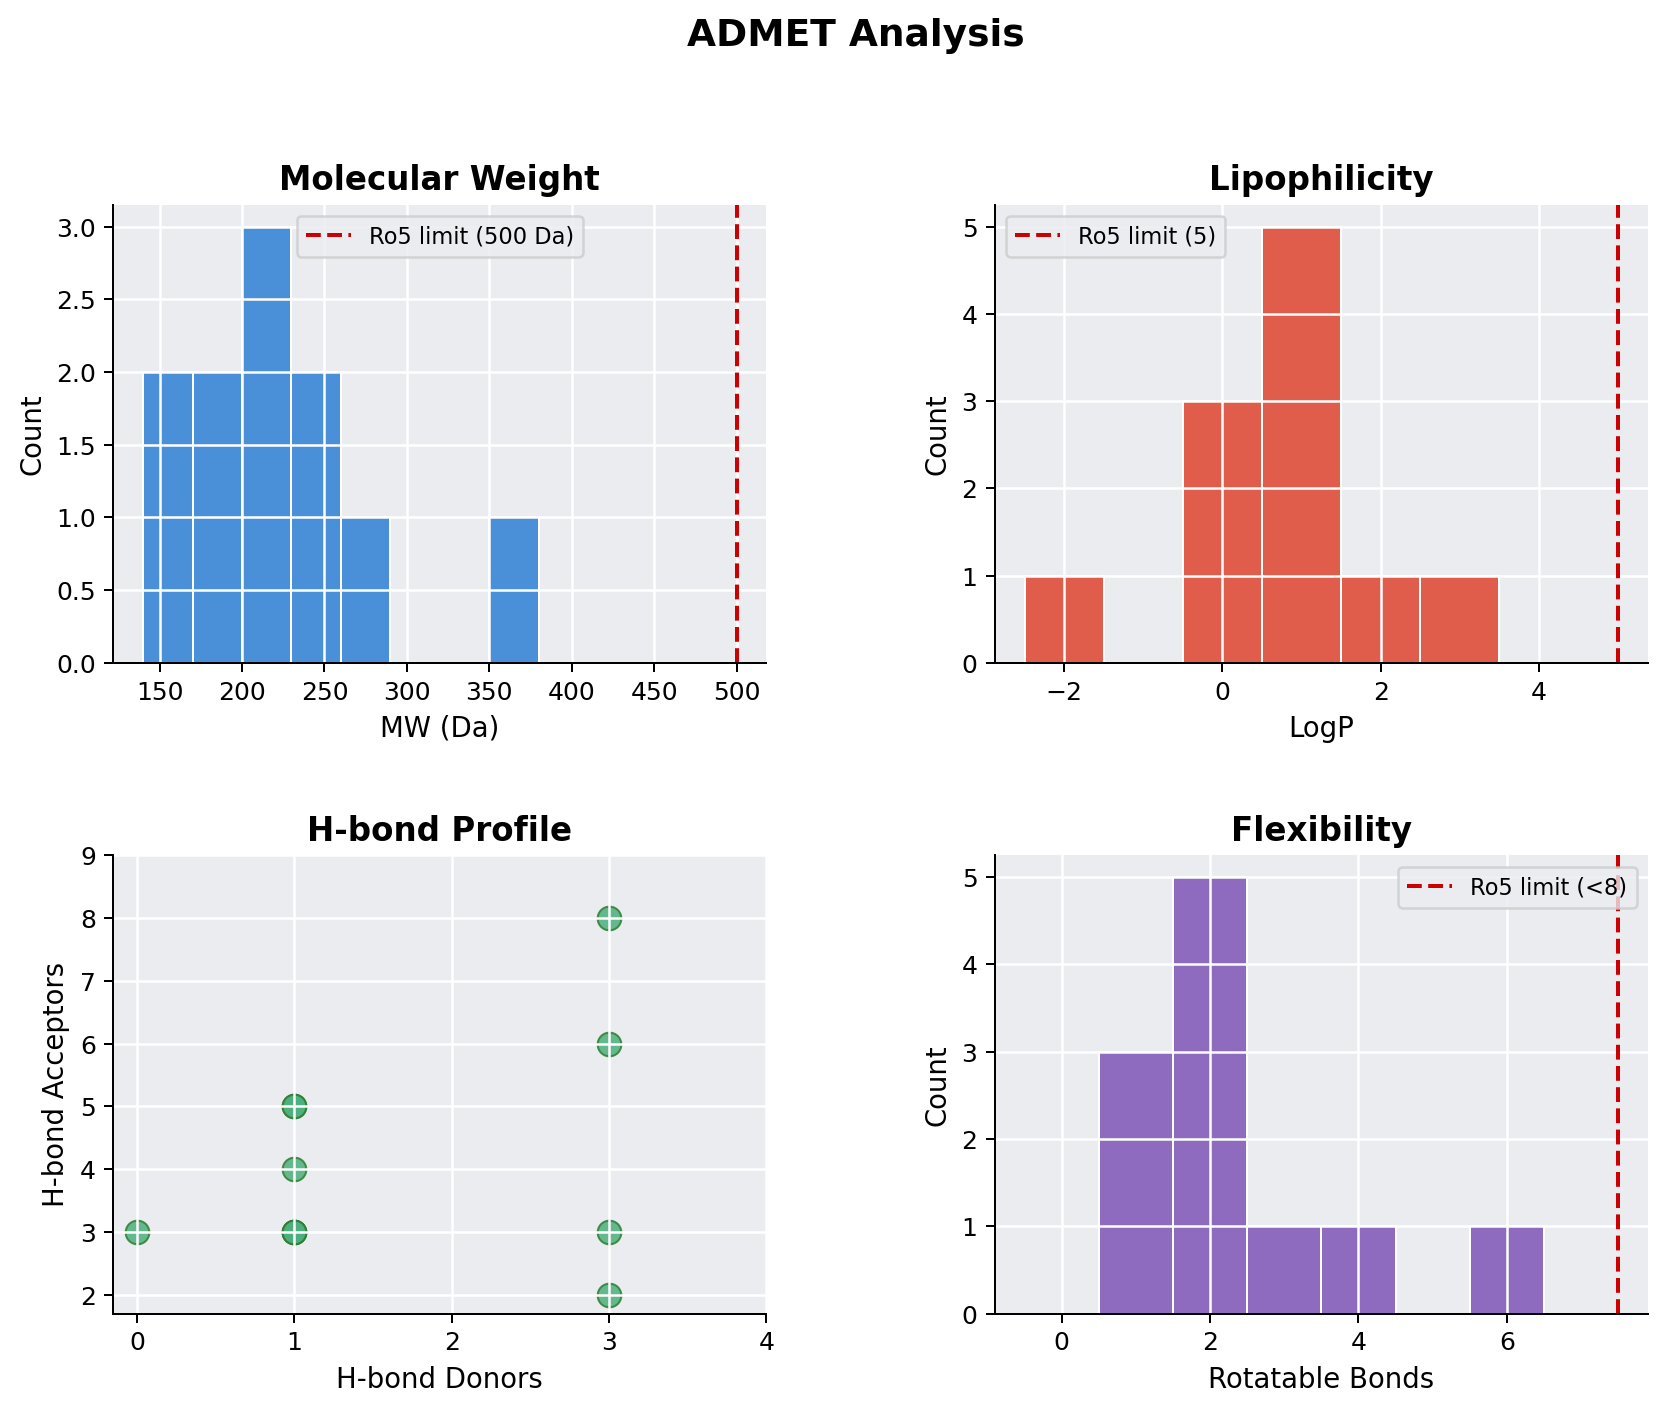 ADMET Analysis
Molecular Weight
Ro5 limit (500 Da)
3.0
2.5
2.0
1.5
1.0
0.5
0.0
Count
150 200 250 300 350 400 450 500
MW (Da)
Lipophilicity
Ro5 limit (5)
5
4
3
2
1
0
Count
−2 0 2 4
LogP
H-bond Profile
9
8
7
6
5
4
3
2
H-bond Acceptors
0 1 2 3 4
H-bond Donors
Flexibility
Ro5 limit (<8)
5
4
3
2
1
0
Count
0 2 4 6
Rotatable Bonds